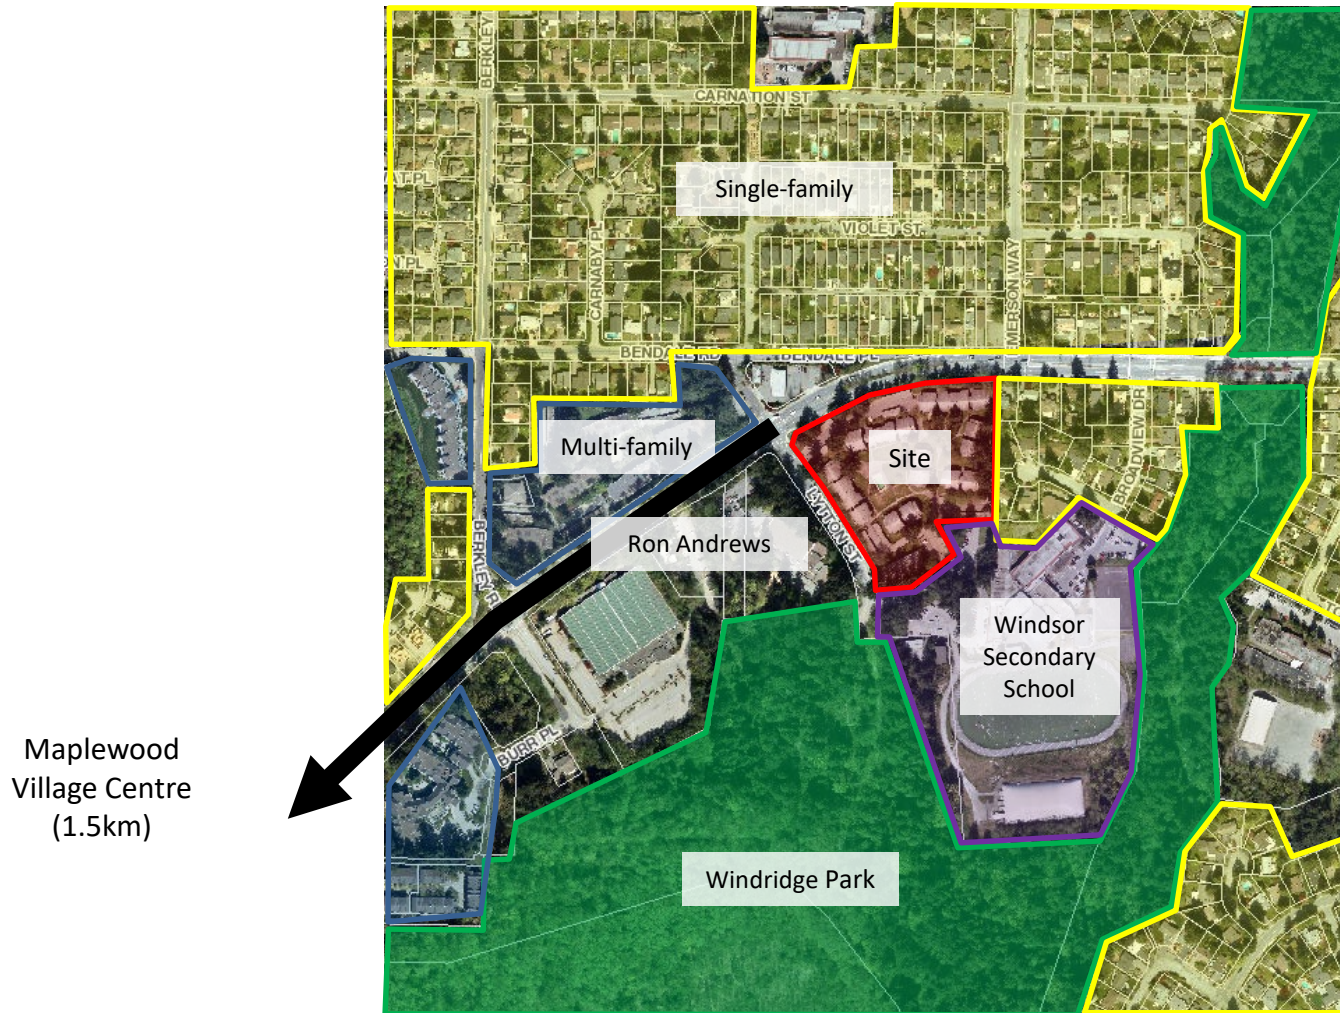 BERKLEY
CARNATION ST
Single-family
VIOLET ST.
CARNABY PL
EMERSON WAY
BENDALE RD
BENDALE PL
Multi-family
Site
BROADVIEW DR
LYTTON ST
Ron Andrews
BERKLEY R
Windsor
Secondary
School
BURR PL
Maplewood
Village Centre
(1.5km)
Windridge Park